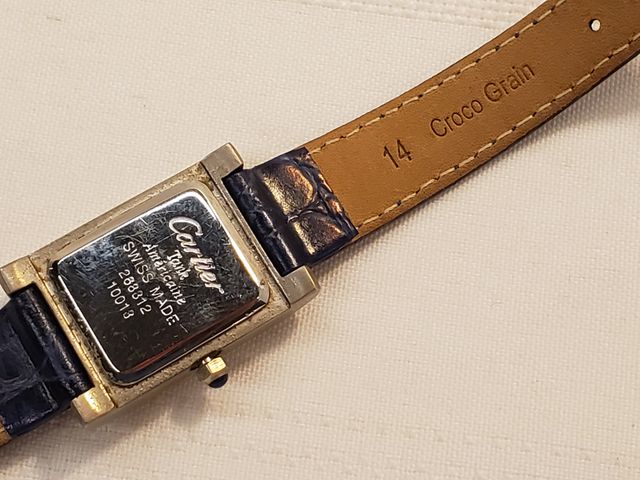 Cartier
Tank
Américaine
SWISS MADE
288312
10013
14 Croco Grain